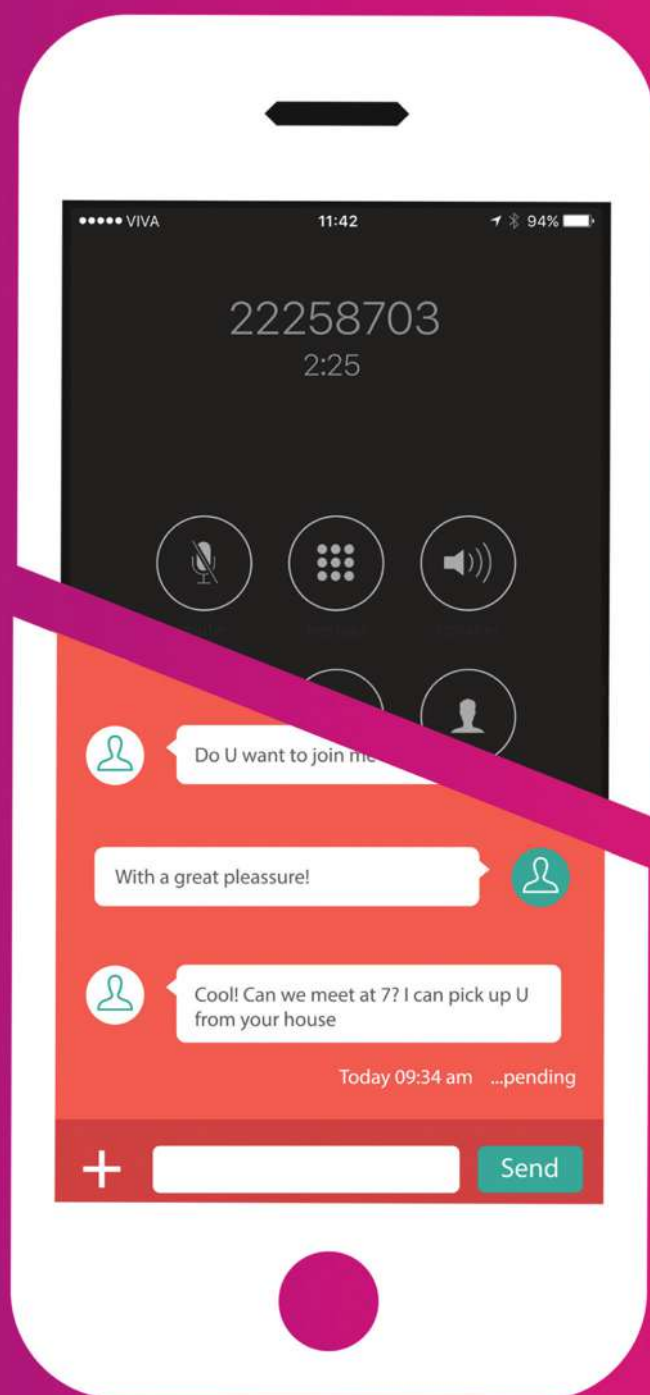 VIVA 11:42 94%
22258703
2:25
Do U want to join me
With a great pleassure!
Cool! Can we meet at 7? I can pick up U
from your house
Today 09:34 am ...pending
Send